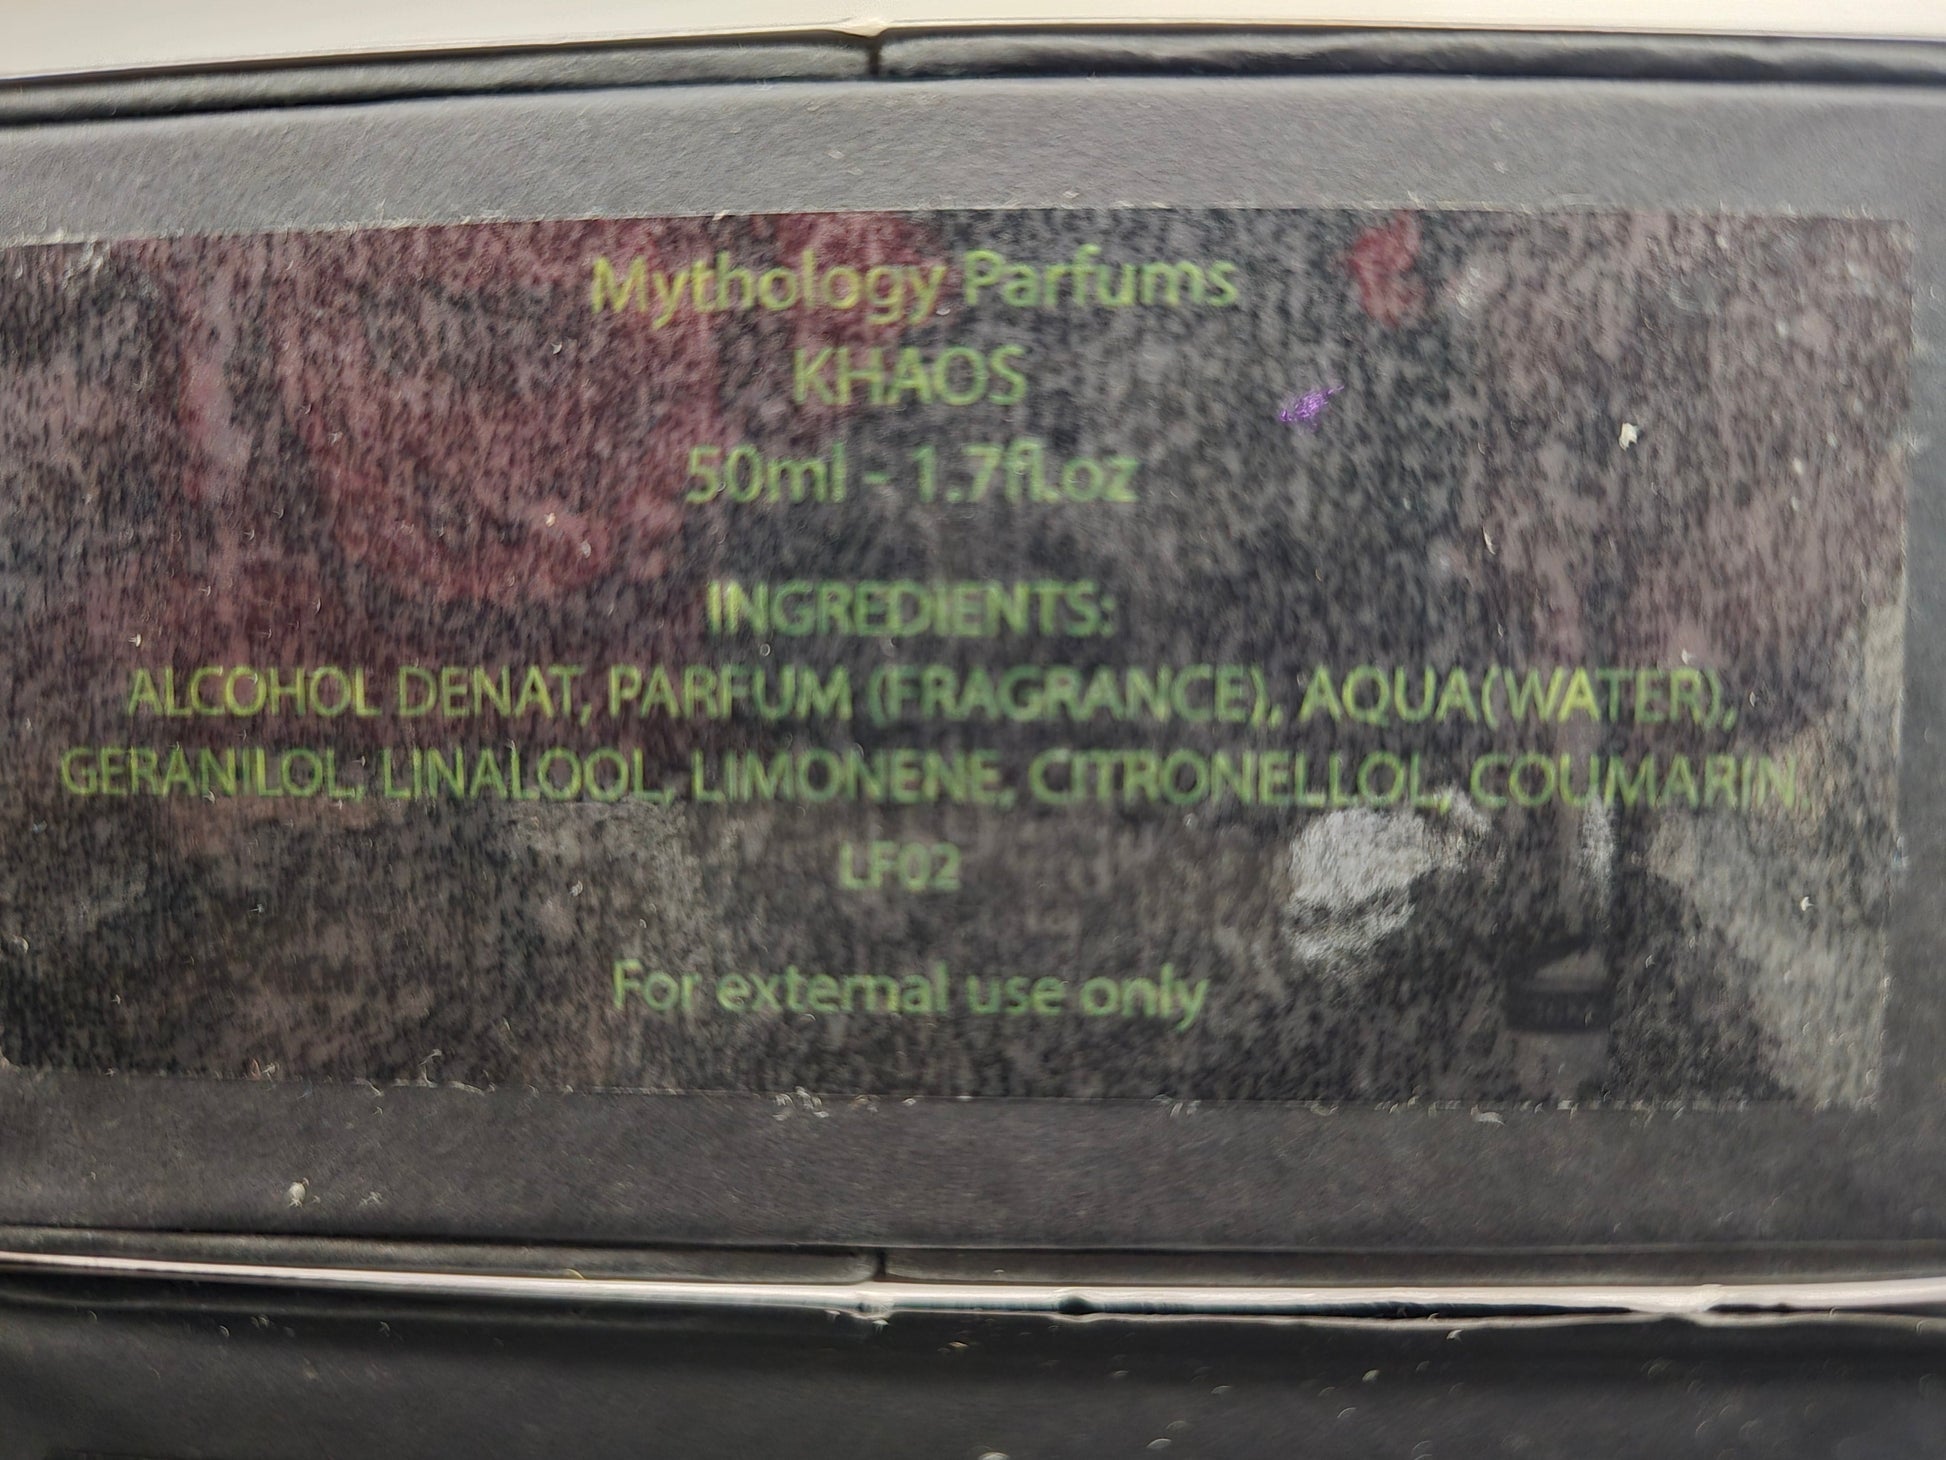 Mythology Parfums
KHAOS
50ml - 1.7fl.oz
INGREDIENTS:
ALCOHOL DENAT, PARFUM (FRAGRANCE), AQUA(WATER),
GERANILOL, LINALOOL, LIMONENE, CITRONELLOL, COUMARIN,
LF02
For external use only